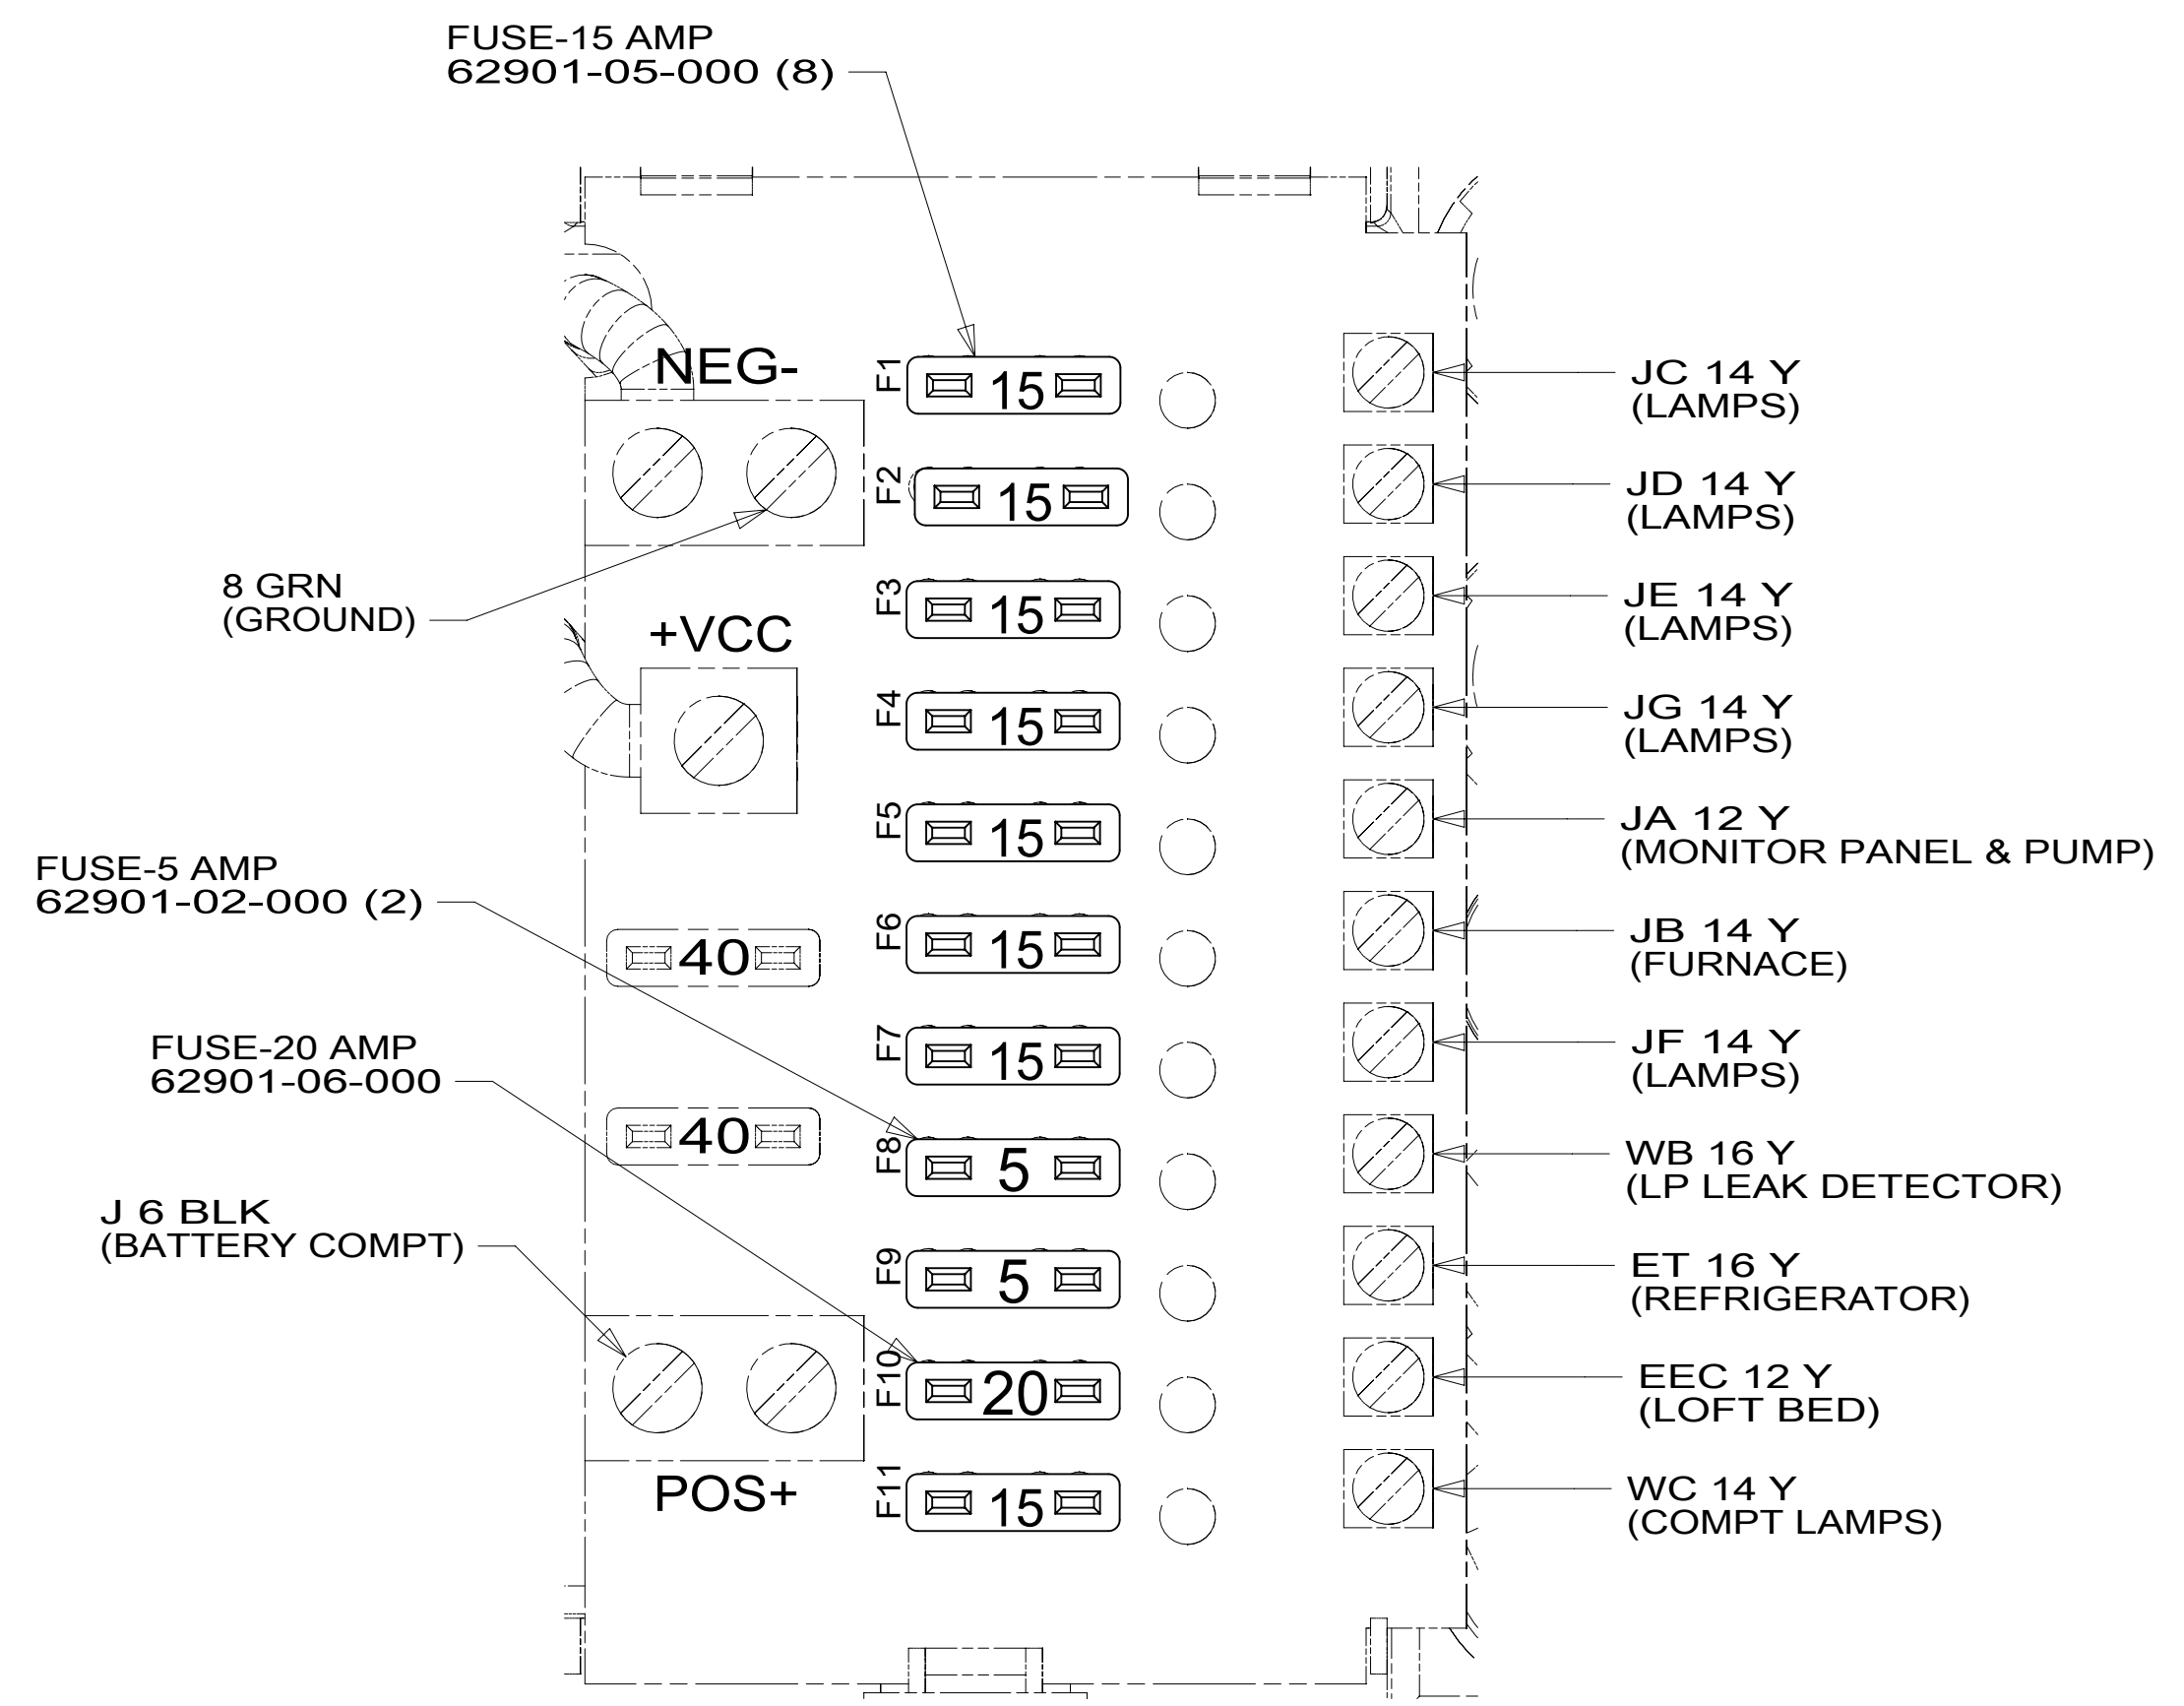 FUSE-15 AMP
62901-05-000 (8)
NEG-
8 GRN
(GROUND)
+VCC
FUSE-5 AMP
62901-02-000 (2)
40
FUSE-20 AMP
62901-06-000
40
J 6 BLK
(BATTERY COMPT)
POS+
F1 15
F2 15
F3 15
F4 15
F5 15
F6 15
F7 15
F8 5
F9 5
F10 20
F11 15
JC 14 Y
(LAMPS)
JD 14 Y
(LAMPS)
JE 14 Y
(LAMPS)
JG 14 Y
(LAMPS)
JA 12 Y
(MONITOR PANEL & PUMP)
JB 14 Y
(FURNACE)
JF 14 Y
(LAMPS)
WB 16 Y
(LP LEAK DETECTOR)
ET 16 Y
(REFRIGERATOR)
EEC 12 Y
(LOFT BED)
WC 14 Y
(COMPT LAMPS)